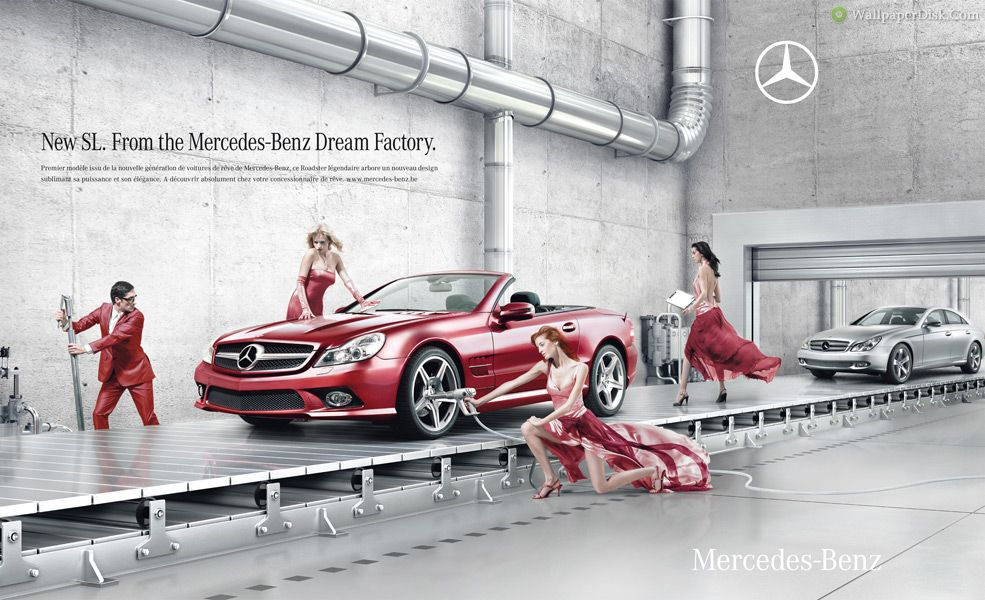 WallpaperDisk.Com
New SL. From the Mercedes-Benz Dream Factory.
Premier modèle issu de la nouvelle génération de voitures de rêve de Mercedes-Benz, ce Roadster légendaire arbore un nouveau design
sublimant sa puissance et son élégance. A découvrir absolument chez votre concessionnaire de rêve. www.mercedes-benz.be
Mercedes-Benz